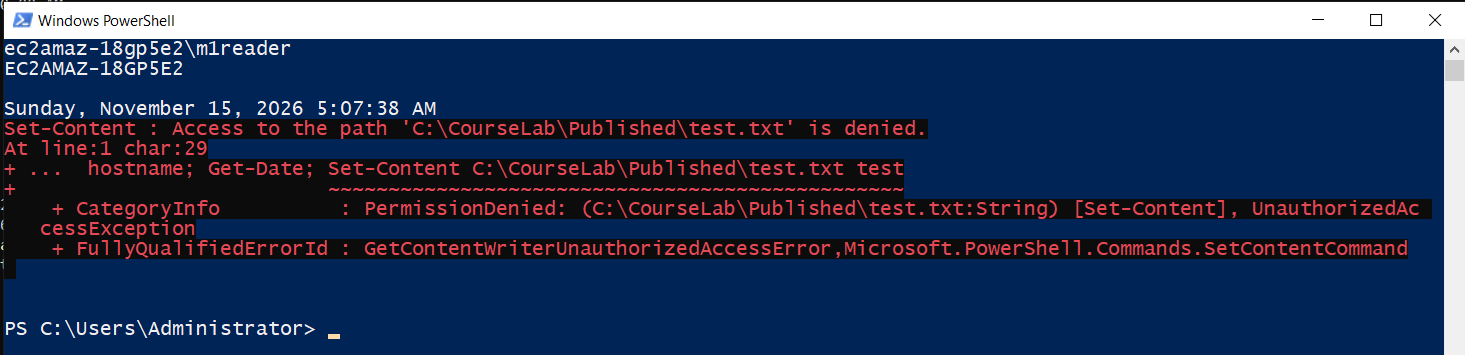 Windows PowerShell
ec2amaz-18gp5e2\m1reader
EC2AMAZ-18GP5E2
Sunday, November 15, 2026 5:07:38 AM
Set-Content : Access to the path 'C:\CourseLab\Published\test.txt' is denied.
At line:1 char:29
+ ...  hostname; Get-Date; Set-Content C:\CourseLab\Published\test.txt test
+                          ~~~~~~~~~~~~~~~~~~~~~~~~~~~~~~~~~~~~~~~~~~~~~~~~
    + CategoryInfo          : PermissionDenied: (C:\CourseLab\Published\test.txt:String) [Set-Content], UnauthorizedAc
   cessException
    + FullyQualifiedErrorId : GetContentWriterUnauthorizedAccessError,Microsoft.PowerShell.Commands.SetContentCommand
PS C:\Users\Administrator>